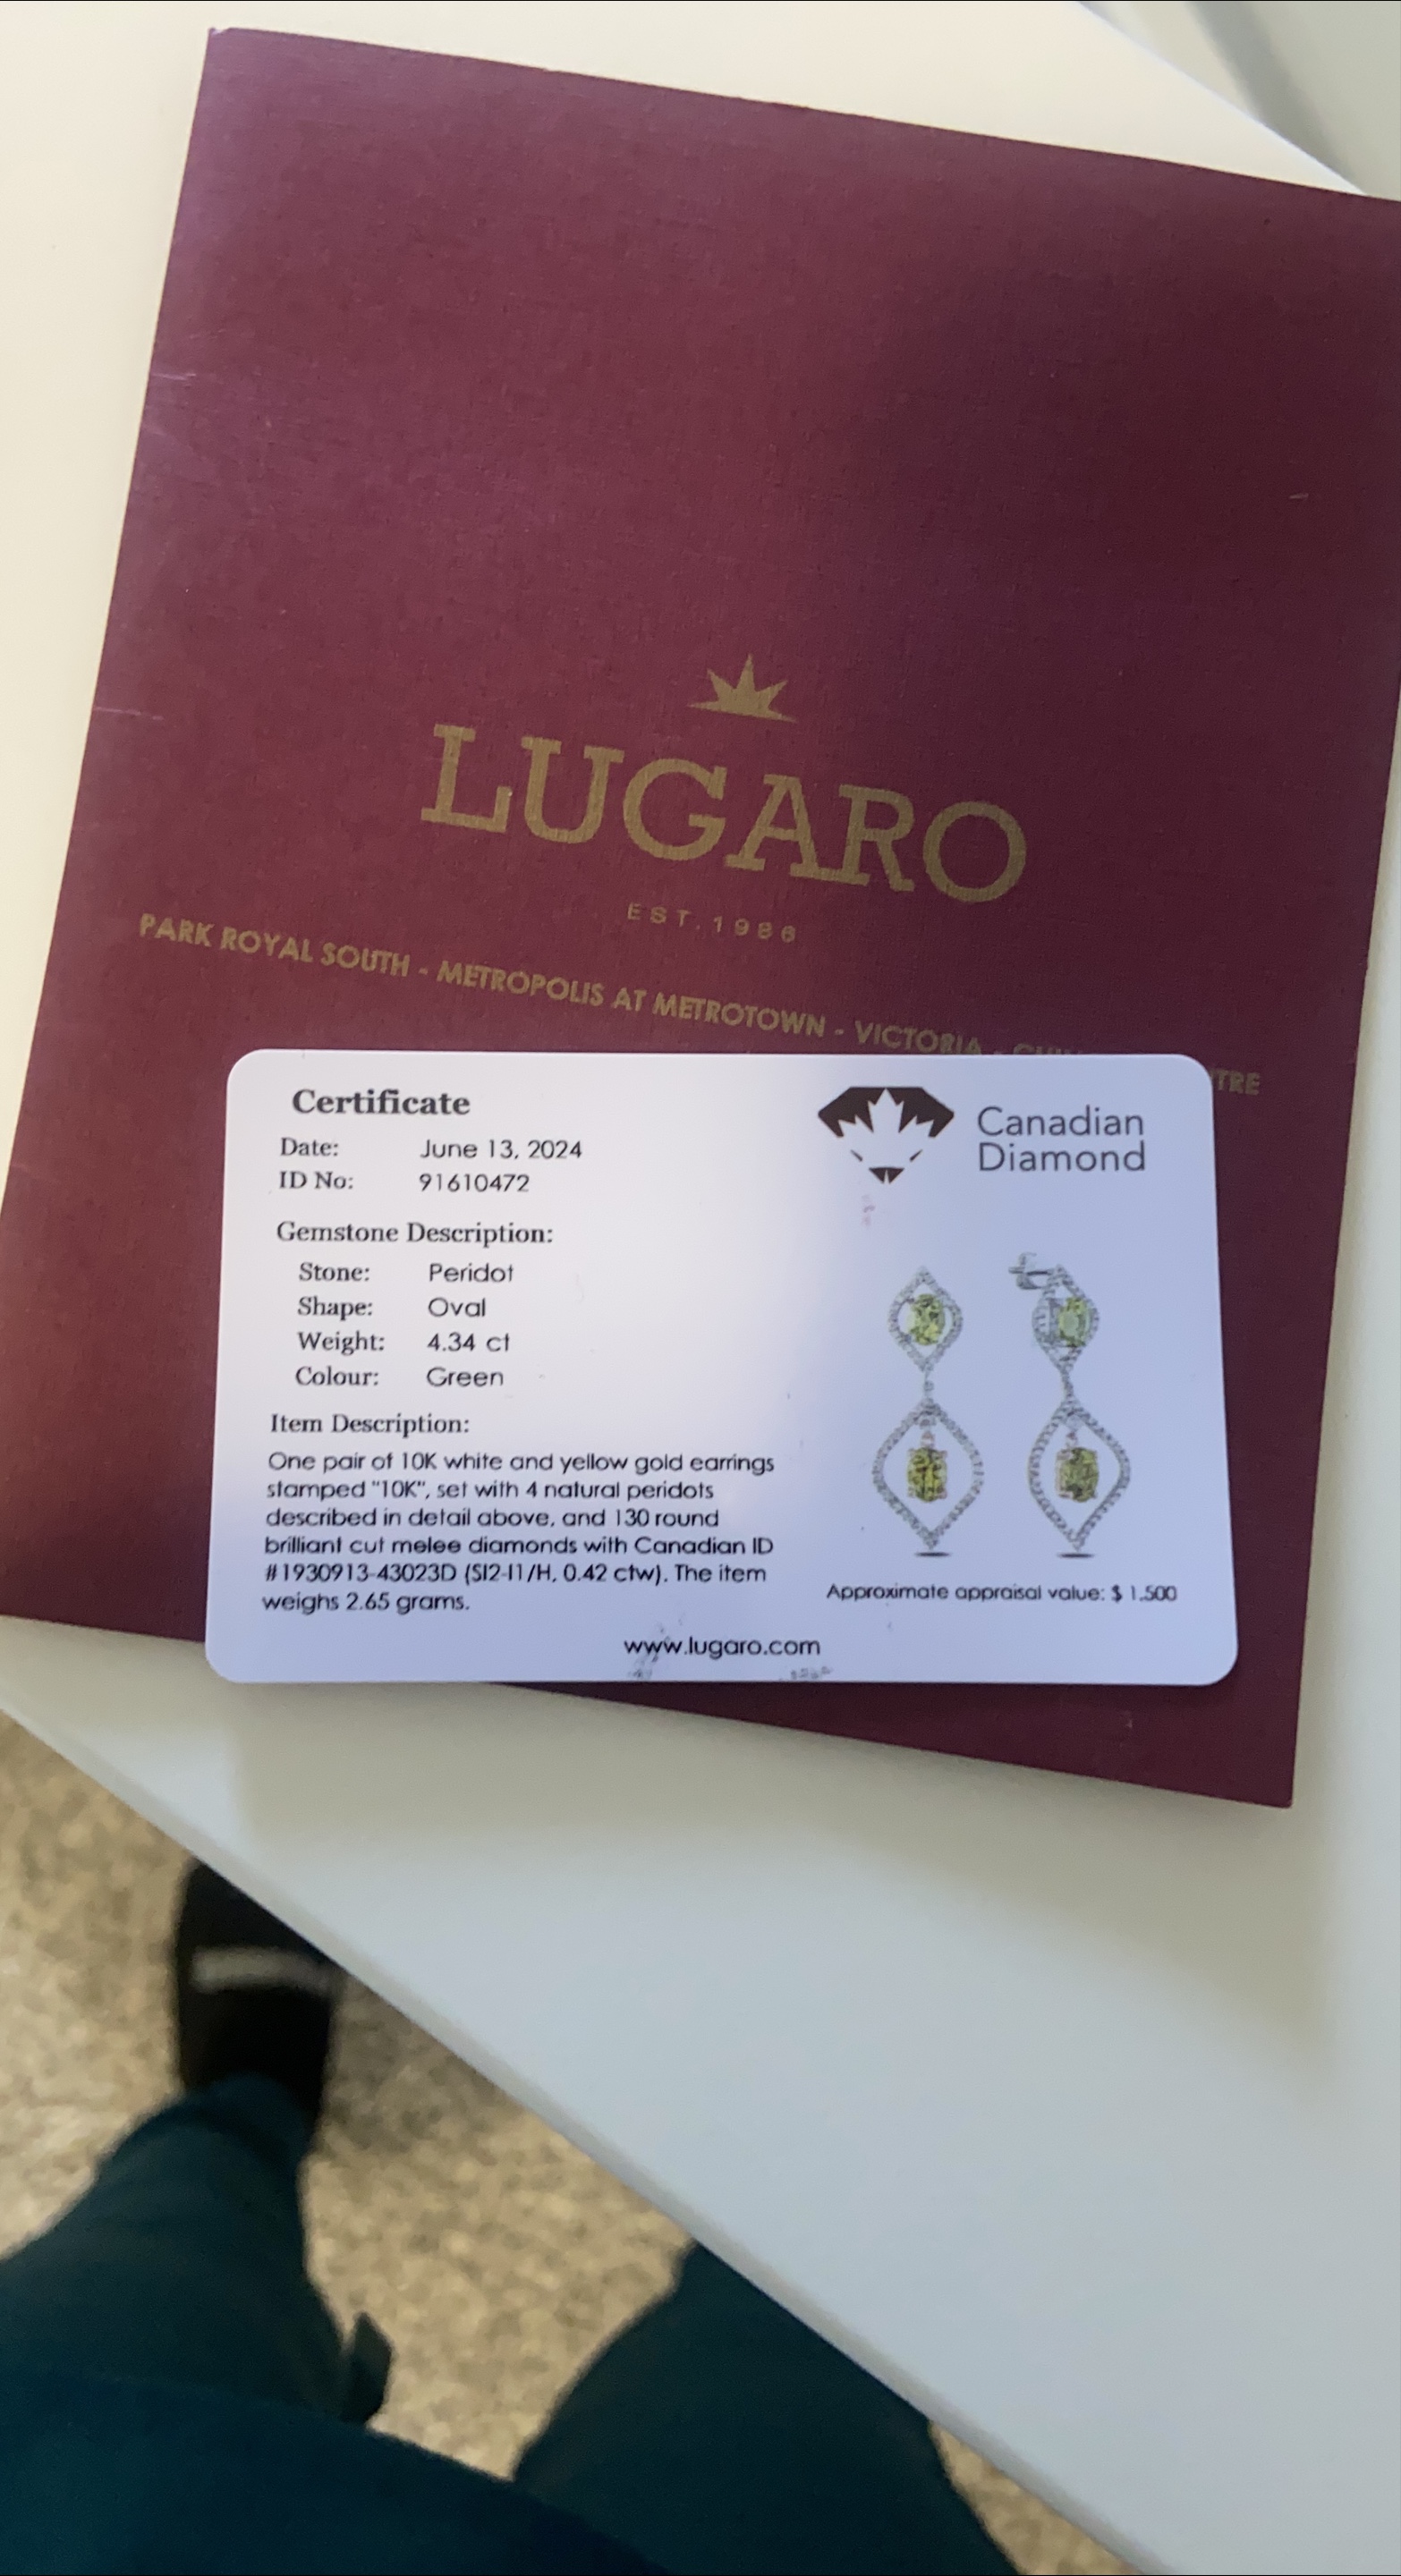 LUGARO
EST. 1986
PARK ROYAL SOUTH - METROPOLIS AT METROTOWN - VICTORIA -
Certificate
Canadian
Diamond
Date: June 13, 2024
ID No: 91610472
Gemstone Description:
Stone: Peridot
Shape: Oval
Weight: 4.34 ct
Colour: Green
Item Description:
One pair of 10K white and yellow gold earrings
stamped "10K", set with 4 natural peridots
described in detail above, and 130 round
brilliant cut melee diamonds with Canadian ID
#1930913-43023D (SI2-I1/H, 0.42 ctw). The item
weighs 2.65 grams.
Approximate appraisal value: $ 1,500
www.lugaro.com